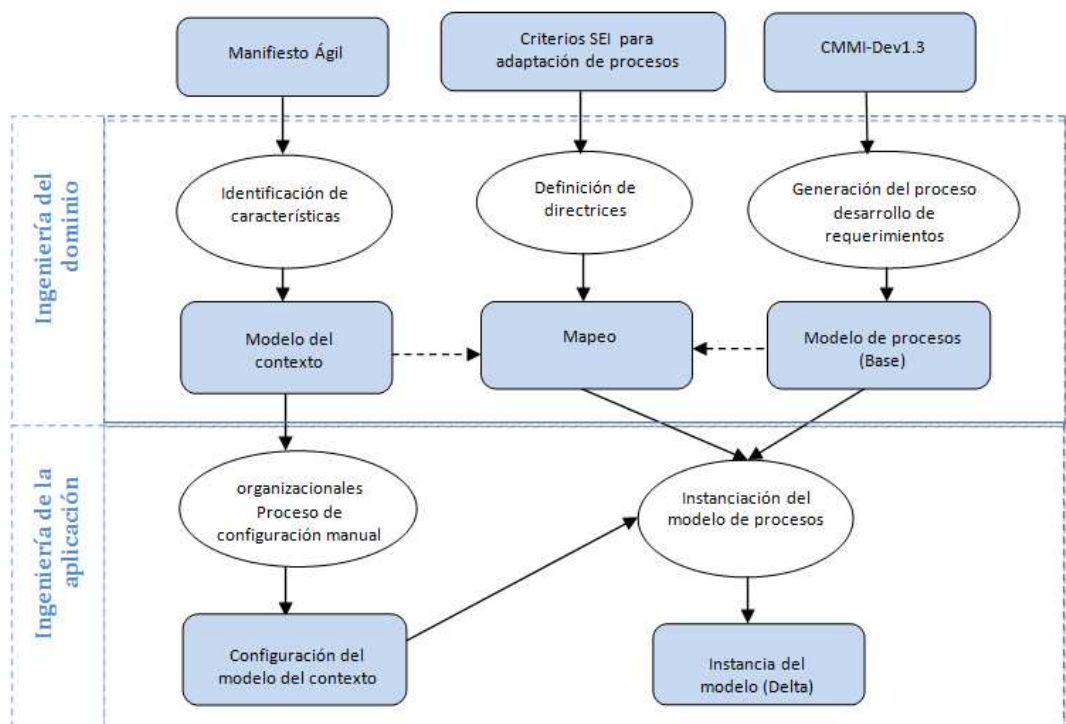 Manifiesto Ágil
Criterios SEI para
adaptación de procesos
CMMI-Dev1.3
Ingeniería del
dominio
Identificación de
características
Definición de
directrices
Generación del proceso
desarrollo de
requerimientos
Modelo del
contexto
Mapeo
Modelo de procesos
(Base)
Ingeniería de la
aplicación
organizacionales
Proceso de
configuración manual
Instanciación del
modelo de procesos
Configuración del
modelo del contexto
Instancia del
modelo (Delta)